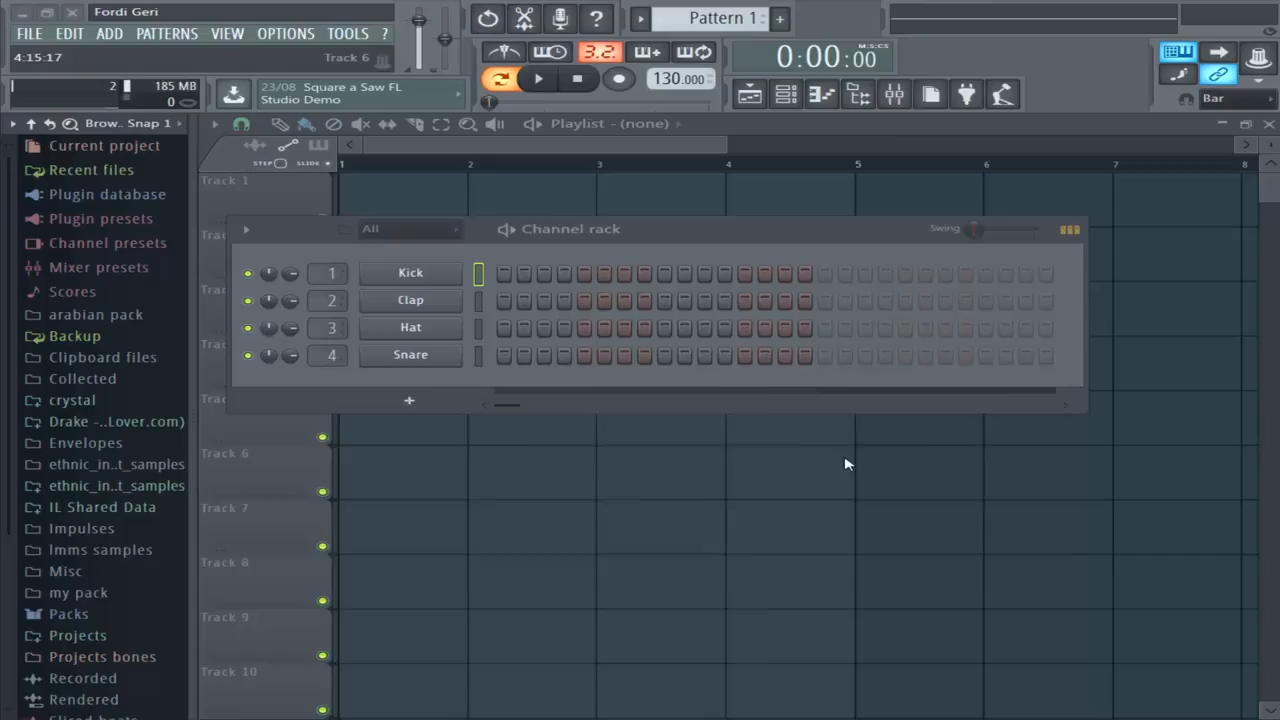 Fordi Geri
FILE EDIT ADD PATTERNS VIEW OPTIONS TOOLS ?
4:15:17 Track 6
2 185 MB
0
23/08 Square a Saw FL
Studio Demo
Pattern 1
3.2.
130.000
0:00:00 M:S:CS
Bar
Brow.. Snap 1
Playlist - (none)
STEP SLIDE
1 2 3 4 5 6 7 8
Current project
Recent files
Plugin database
Plugin presets
Channel presets
Mixer presets
Scores
arabian pack
Backup
Clipboard files
Collected
crystal
Drake -..Lover.com)
Envelopes
ethnic_in..t_samples
ethnic_in..t_samples
IL Shared Data
Impulses
lmms samples
Misc
my pack
Packs
Projects
Projects bones
Recorded
Rendered
Sliced beats
Track 1
All Channel rack Swing
1 Kick
2 Clap
3 Hat
4 Snare
+
Track 6
Track 7
Track 8
Track 9
Track 10